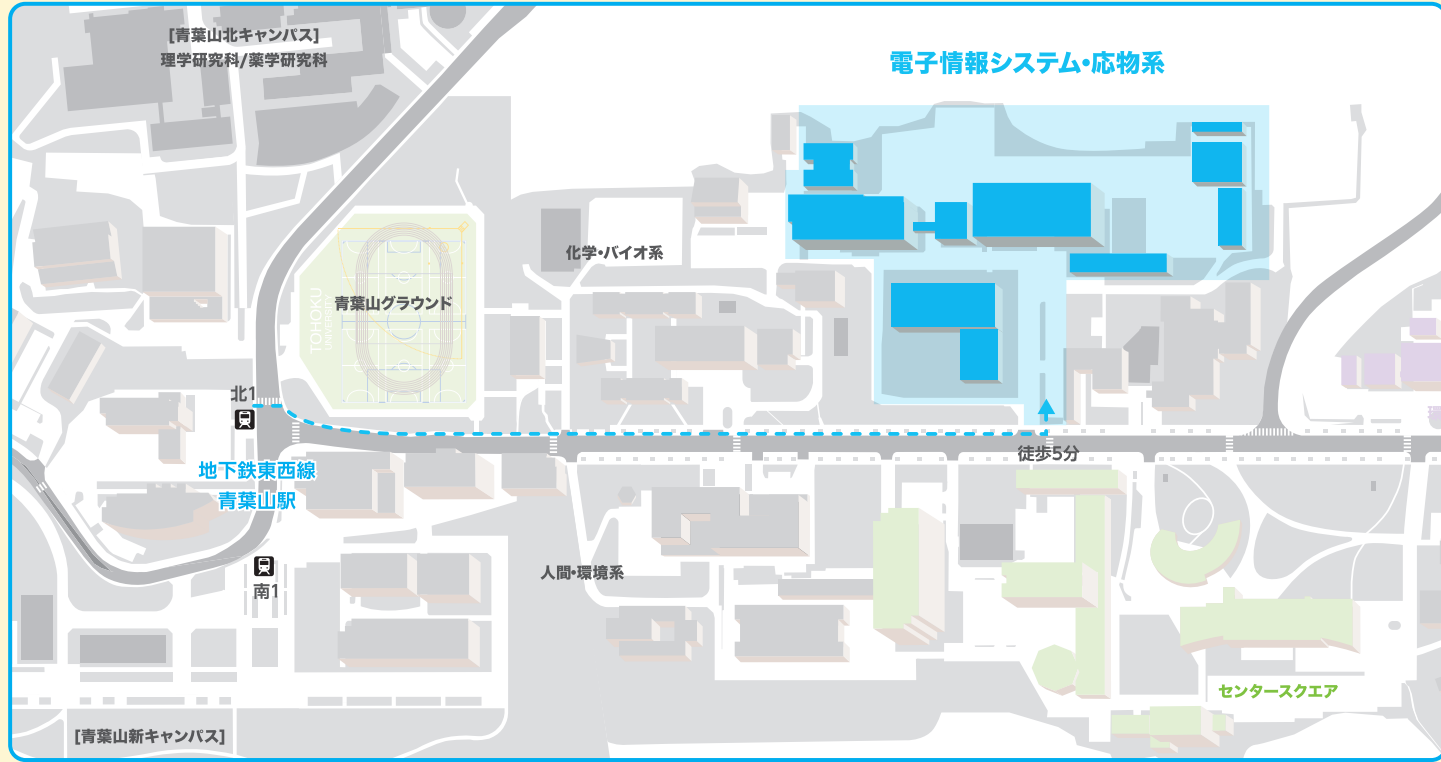 [青葉山北キャンパス]
理学研究科/薬学研究科
電子情報システム・応物系
化学・バイオ系
青葉山グラウンド
TOHOKU
UNIVERSITY
北1
徒歩5分
地下鉄東西線
青葉山駅
南1
人間・環境系
センタースクエア
[青葉山新キャンパス]